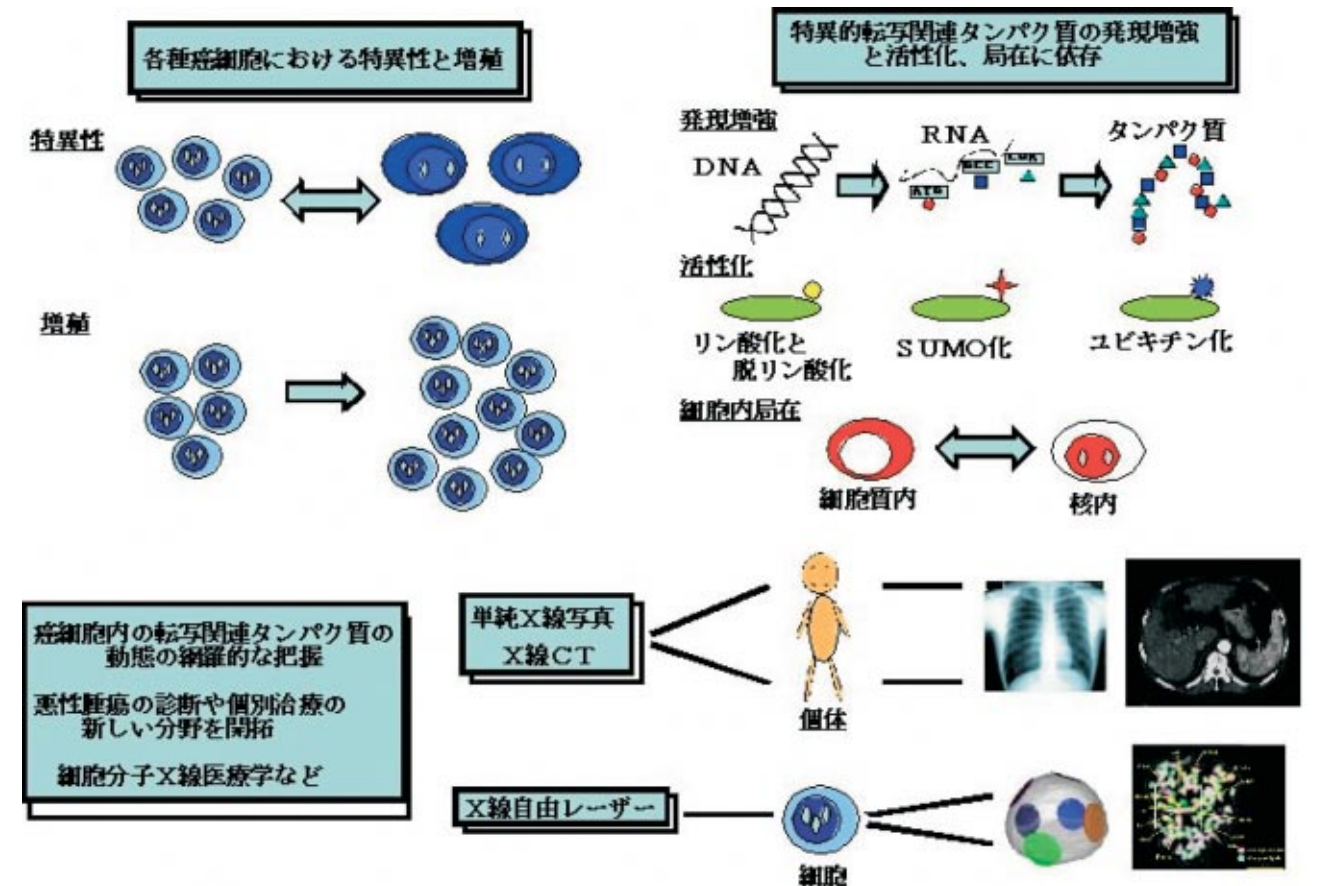 各種癌細胞における特異性と増殖
特異性
増殖
特異的転写関連タンパク質の発現増強
と活性化、局在に依存
発現増強
DNA
RNA
タンパク質
ATG
活性化
リン酸化と
脱リン酸化
SUMO化
ユビキチン化
細胞内局在
細胞質内
核内
癌細胞内の転写関連タンパク質の
動態の網羅的な把握
悪性腫瘍の診断や個別治療の
新しい分野を開拓
細胞分子X線医療学など
単純X線写真
X線CT
個体
X線自由レーザー
細胞